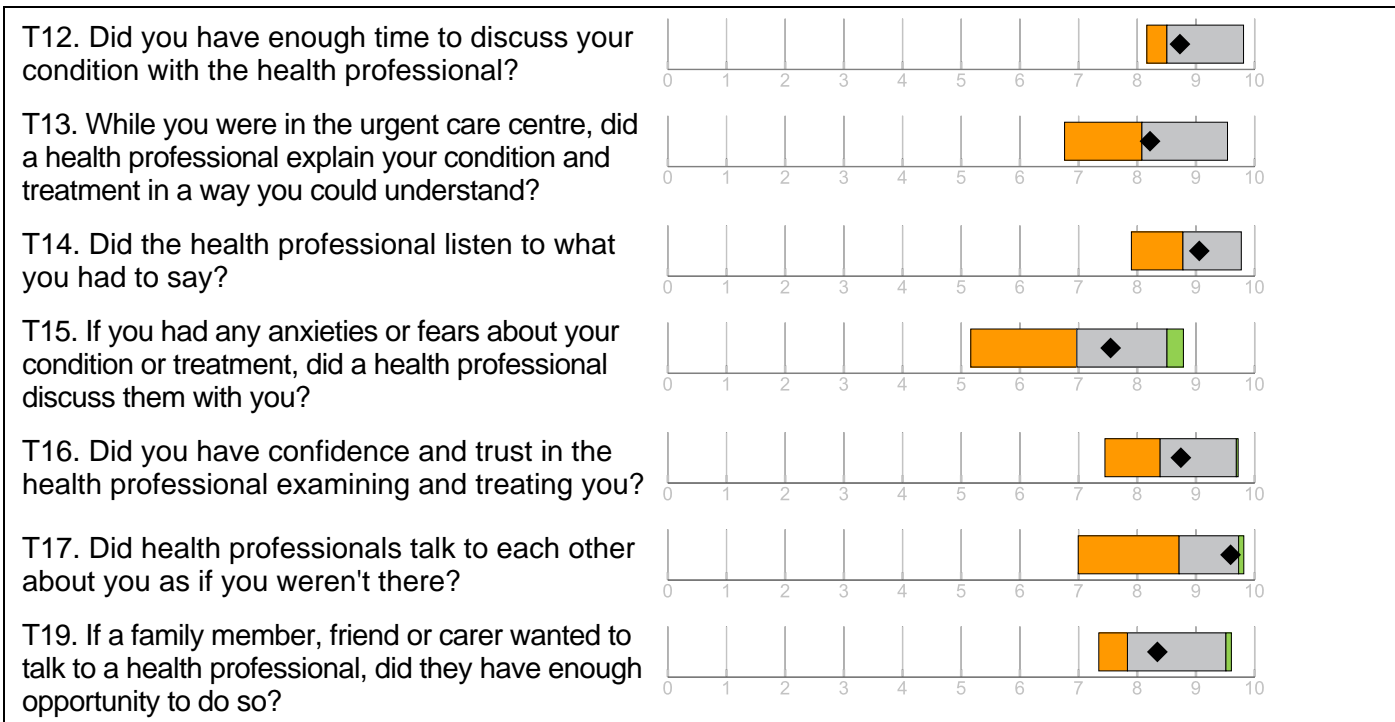 T12. Did you have enough time to discuss your
condition with the health professional?
0 1 2 3 4 5 6 7 8 9 10
T13. While you were in the urgent care centre, did
a health professional explain your condition and
treatment in a way you could understand?
0 1 2 3 4 5 6 7 8 9 10
T14. Did the health professional listen to what
you had to say?
0 1 2 3 4 5 6 7 8 9 10
T15. If you had any anxieties or fears about your
condition or treatment, did a health professional
discuss them with you?
0 1 2 3 4 5 6 7 8 9 10
T16. Did you have confidence and trust in the
health professional examining and treating you?
0 1 2 3 4 5 6 7 8 9 10
T17. Did health professionals talk to each other
about you as if you weren't there?
0 1 2 3 4 5 6 7 8 9 10
T19. If a family member, friend or carer wanted to
talk to a health professional, did they have enough
opportunity to do so?
0 1 2 3 4 5 6 7 8 9 10